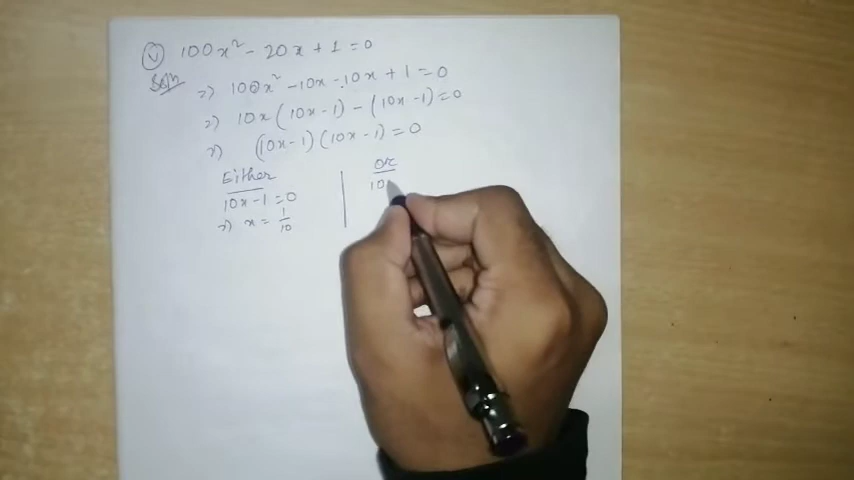 (v) 100x² - 20x + 1 = 0
Soln
=> 100x² - 10x - 10x + 1 = 0
=> 10x (10x - 1) - (10x - 1) = 0
=> (10x - 1) (10x - 1) = 0
Either
10x - 1 = 0
=> x = 1/10
Or
10x